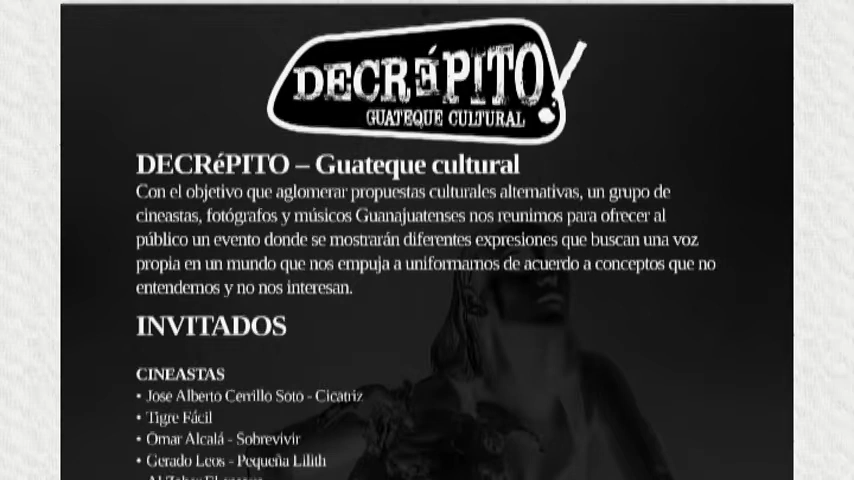 DECRéPITO!
GUATEQUE CULTURAL
DECRéPITO – Guateque cultural
Con el objetivo que aglomerar propuestas culturales alternativas, un grupo de
cineastas, fotógrafos y músicos Guanajuatenses nos reunimos para ofrecer al
público un evento donde se mostrarán diferentes expresiones que buscan una voz
propia en un mundo que nos empuja a uniformarnos de acuerdo a conceptos que no
entendemos y no nos interesan.
INVITADOS
CINEASTAS
• Jose Alberto Cerrillo Soto - Cicatriz
• Tigre Fácil
• Omar Alcalá - Sobrevivir
• Gerado Leos - Pequeña Lilith